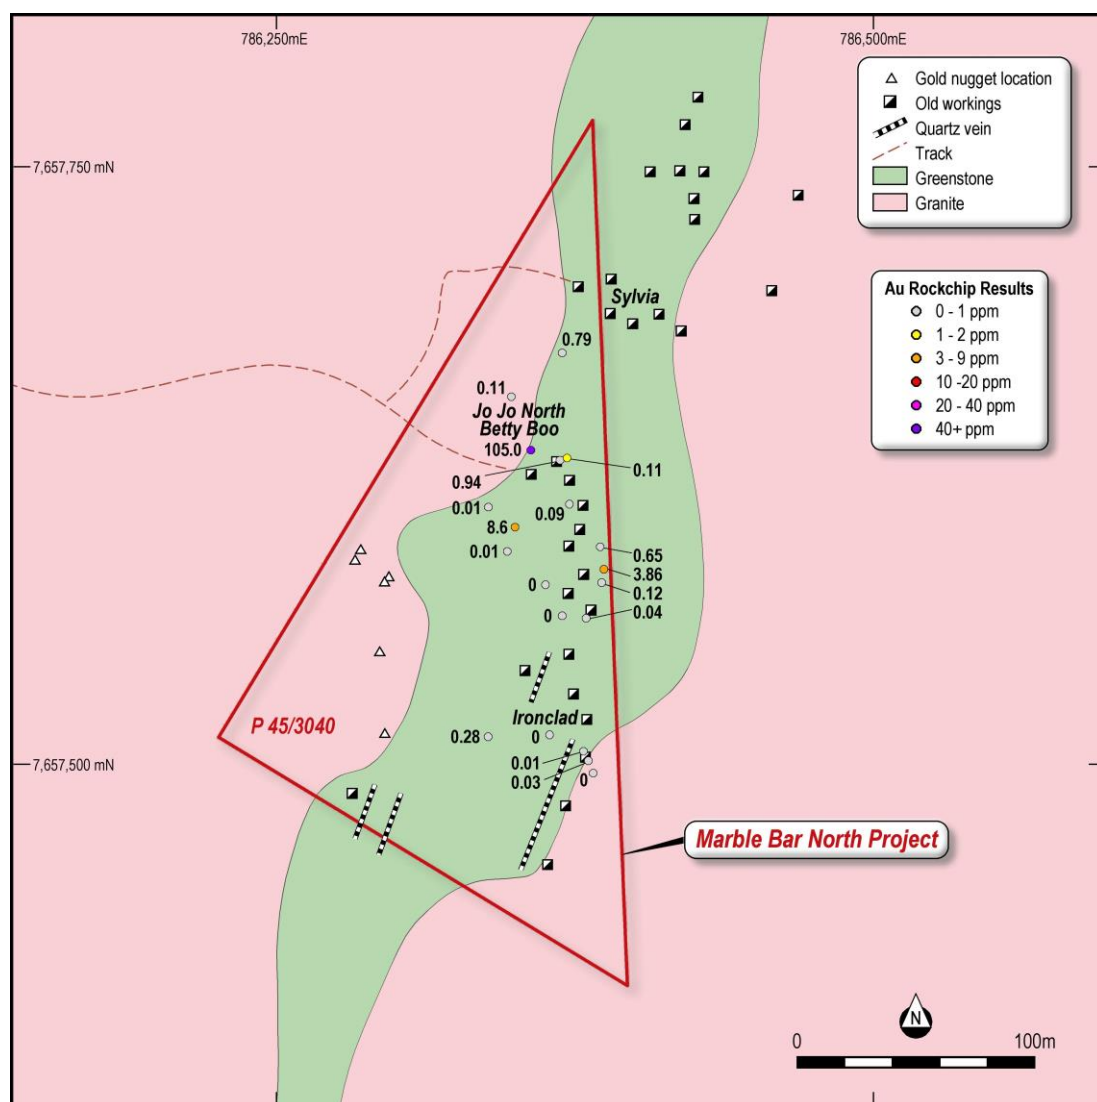 786,250mE
786,500mE
Gold nugget location
Old workings
Quartz vein
Track
Greenstone
Granite
7,657,750 mN
Au Rockchip Results
0 - 1 ppm
1 - 2 ppm
3 - 9 ppm
10 -20 ppm
20 - 40 ppm
40+ ppm
Sylvia
0.79
0.11
Jo Jo North
Betty Boo
105.0
0.11
0.94
0.01
0.09
8.6
0.01
0.65
3.86
0
0.12
0
0.04
P 45/3040
Ironclad
0.28
0
7,657,500 mN
0.01
0.03
0
Marble Bar North Project
N
0
100m